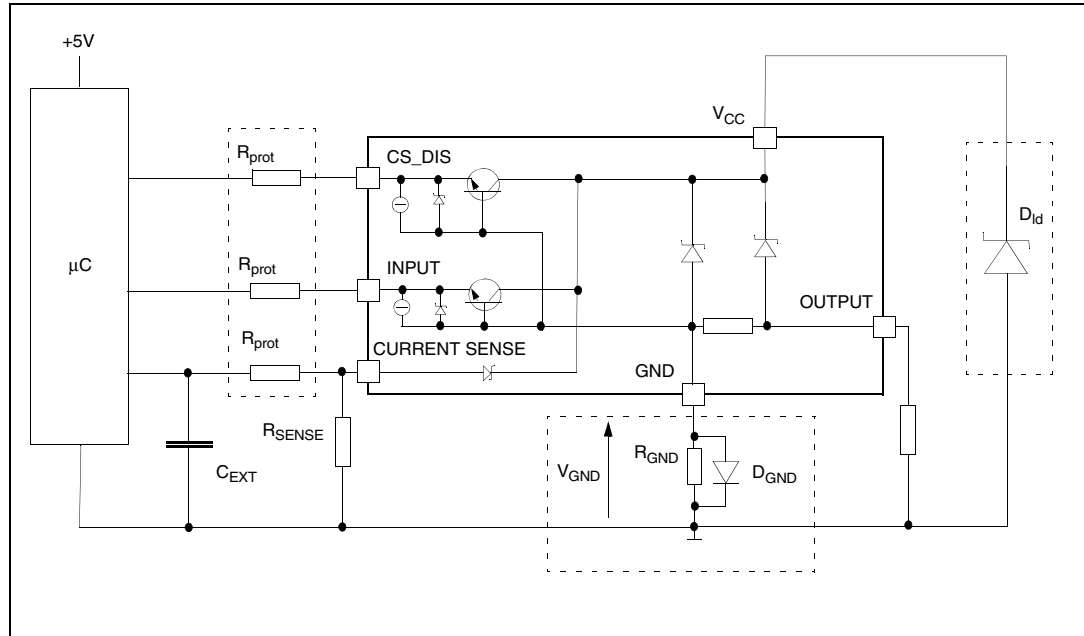 +5V
V_CC
R_prot
CS_DIS
D_ld
μC
R_prot
INPUT
OUTPUT
R_prot
CURRENT SENSE
GND
R_SENSE
R_GND
V_GND
D_GND
C_EXT